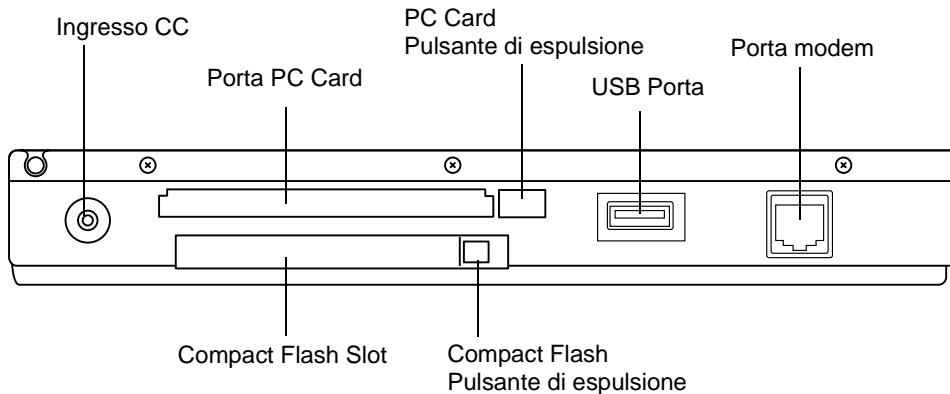 Ingresso CC
Porta PC Card
PC Card
Pulsante di espulsione
USB Porta
Porta modem
Compact Flash Slot
Compact Flash
Pulsante di espulsione